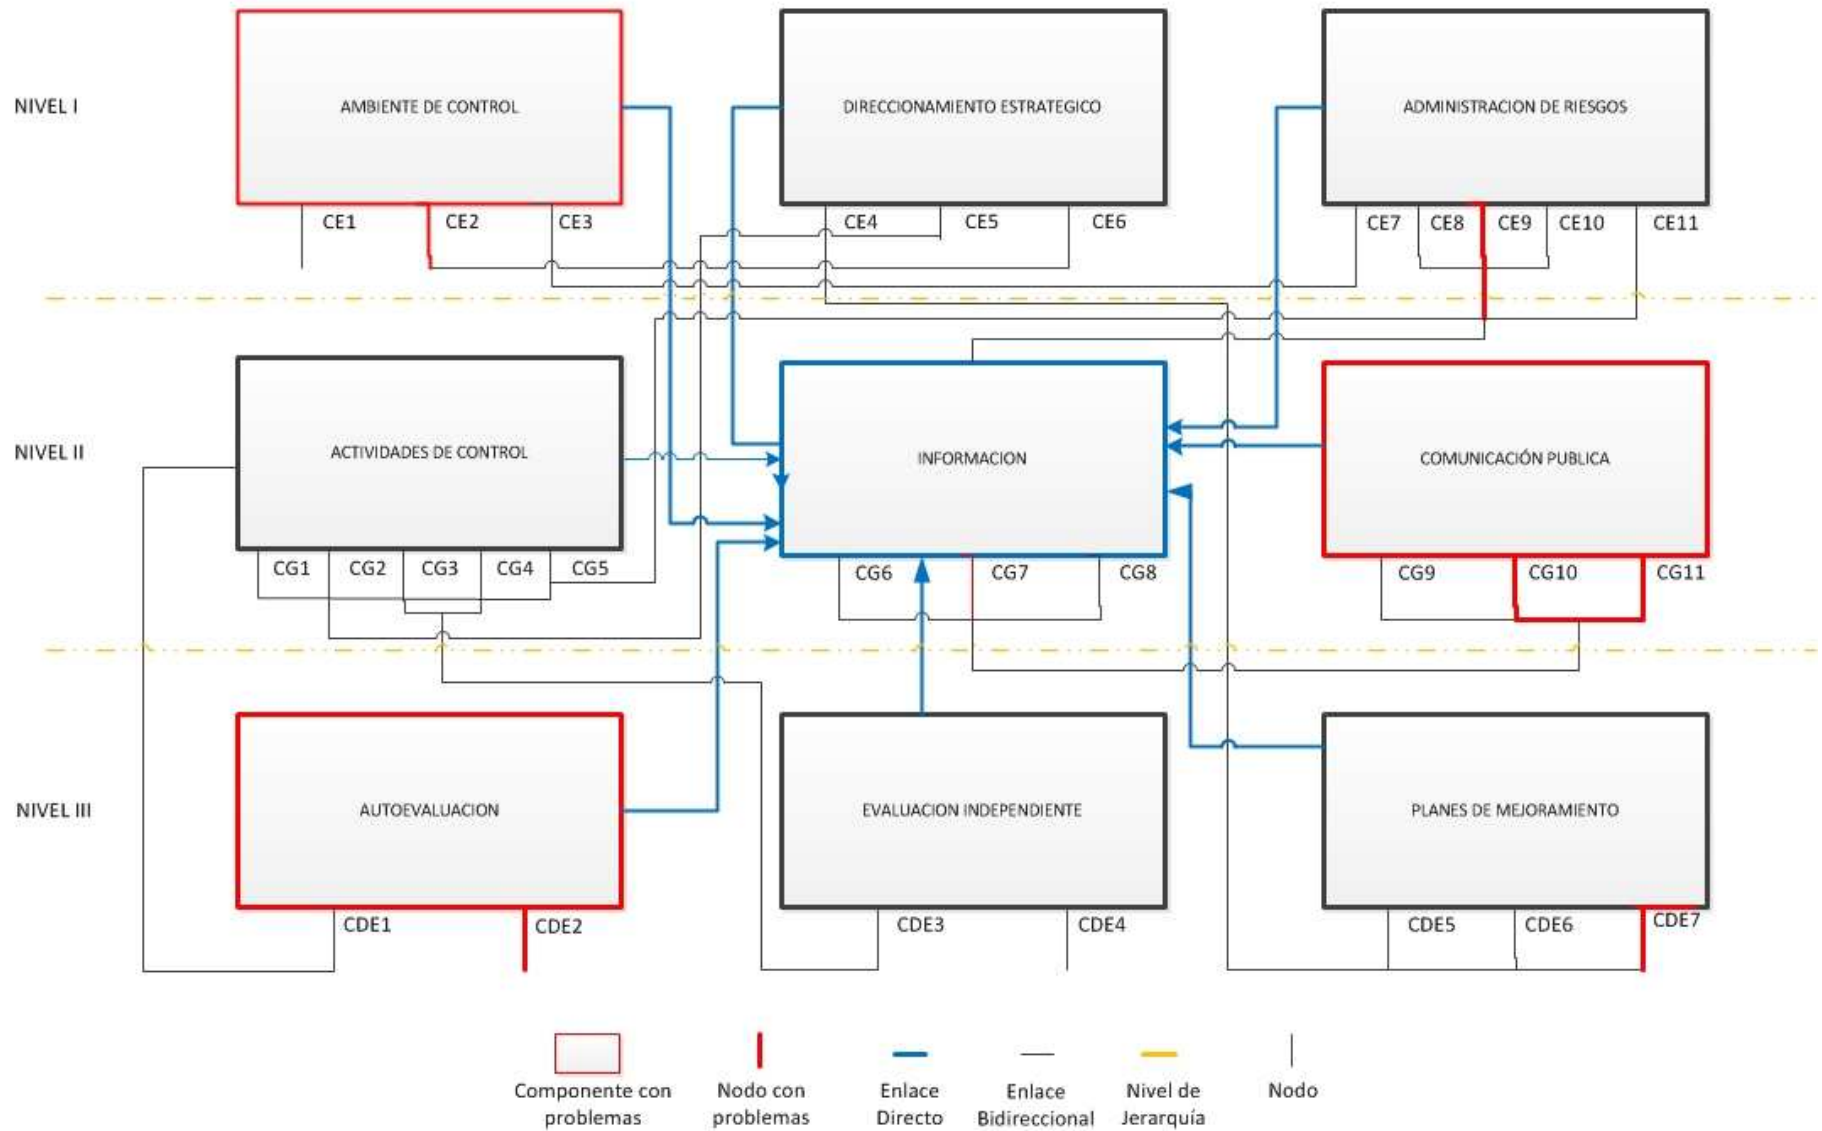 NIVEL I
AMBIENTE DE CONTROL
DIRECCIONAMIENTO ESTRATEGICO
ADMINISTRACION DE RIESGOS
CE1
CE2
CE3
CE4
CE5
CE6
CE7
CE8
CE9
CE10
CE11
NIVEL II
ACTIVIDADES DE CONTROL
INFORMACION
COMUNICACIÓN PUBLICA
CG1
CG2
CG3
CG4
CG5
CG6
CG7
CG8
CG9
CG10
CG11
NIVEL III
AUTOEVALUACION
EVALUACION INDEPENDIENTE
PLANES DE MEJORAMIENTO
CDE1
CDE2
CDE3
CDE4
CDE5
CDE6
CDE7
Componente con
problemas
Nodo con
problemas
Enlace
Directo
Enlace
Bidireccional
Nivel de
Jerarquía
Nodo